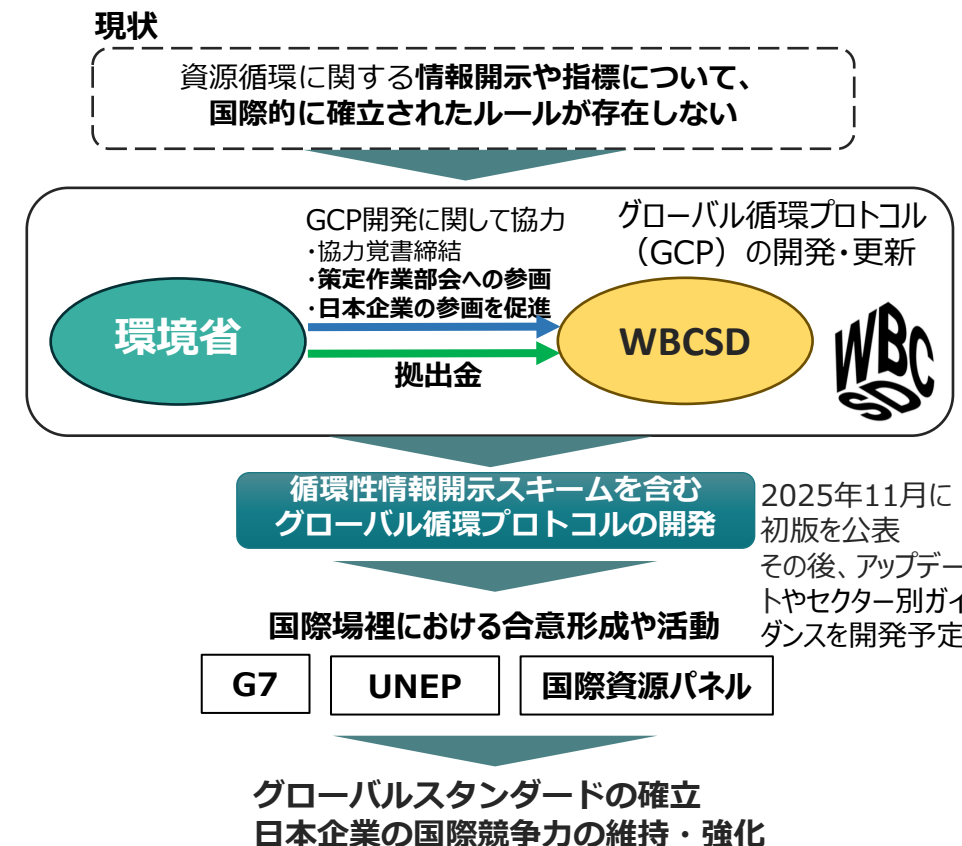 現状
資源循環に関する情報開示や指標について、
国際的に確立されたルールが存在しない
GCP開発に関して協力
・協力覚書締結
・策定作業部会への参画
・日本企業の参画を促進
グローバル循環プロトコル
（GCP）の開発・更新
環境省
拠出金
WBCSD
WBC
SD
循環性情報開示スキームを含む
グローバル循環プロトコルの開発
2025年11月に
初版を公表
その後、アップデー
トやセクター別ガイ
ダンスを開発予定
国際場裡における合意形成や活動
G7
UNEP
国際資源パネル
グローバルスタンダードの確立
日本企業の国際競争力の維持・強化